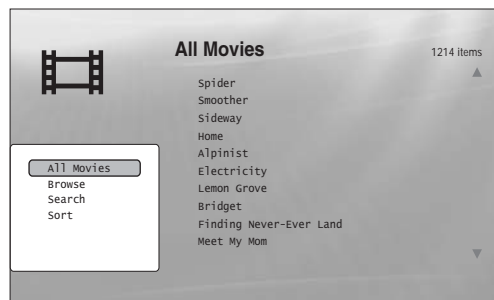 All Movies
1214 items
Spider
Smoother
Sideway
Home
Alpinist
Electricity
Lemon Grove
Bridget
Finding Never-Ever Land
Meet My Mom
All Movies
Browse
Search
Sort